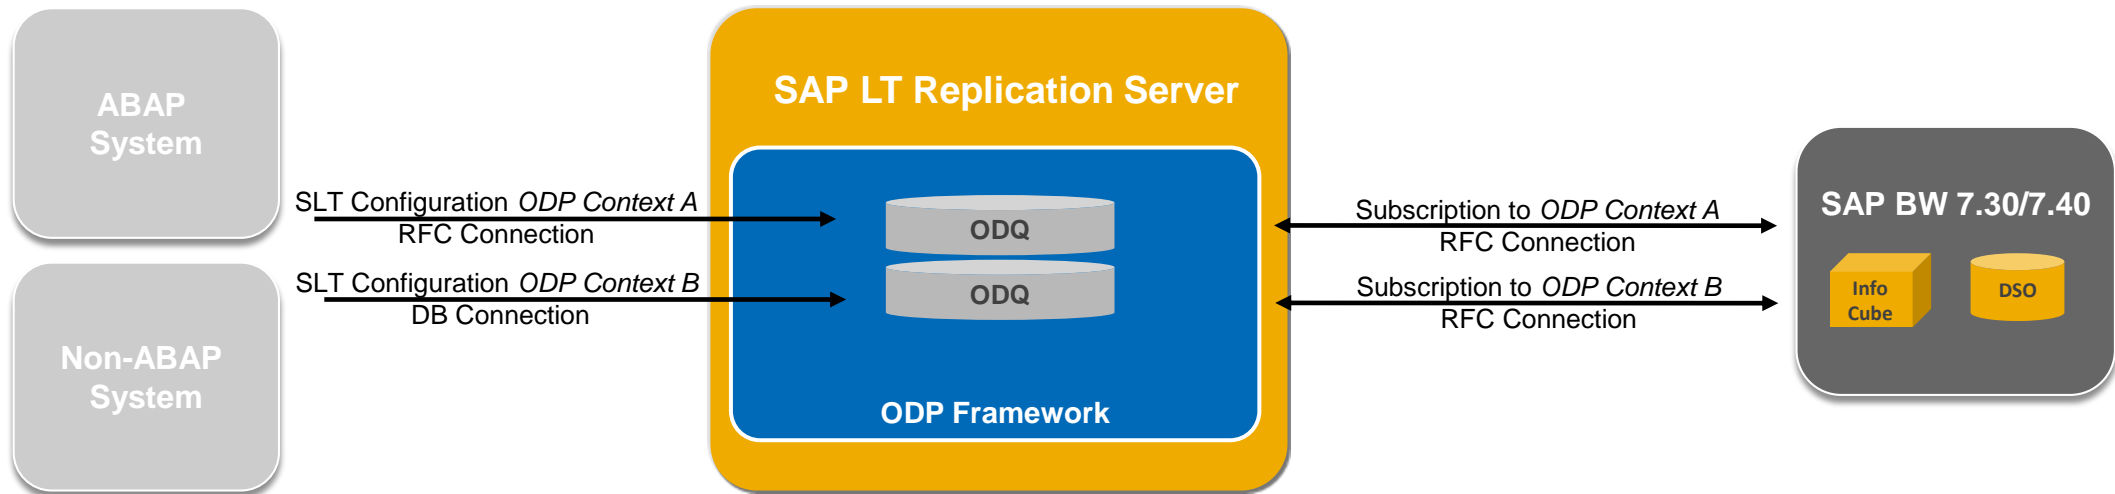 ABAP
System
Non-ABAP
System
SLT Configuration ODP Context A
RFC Connection
SLT Configuration ODP Context B
DB Connection
SAP LT Replication Server
ODQ
ODQ
ODP Framework
Subscription to ODP Context A
RFC Connection
Subscription to ODP Context B
RFC Connection
SAP BW 7.30/7.40
Info
Cube
DSO